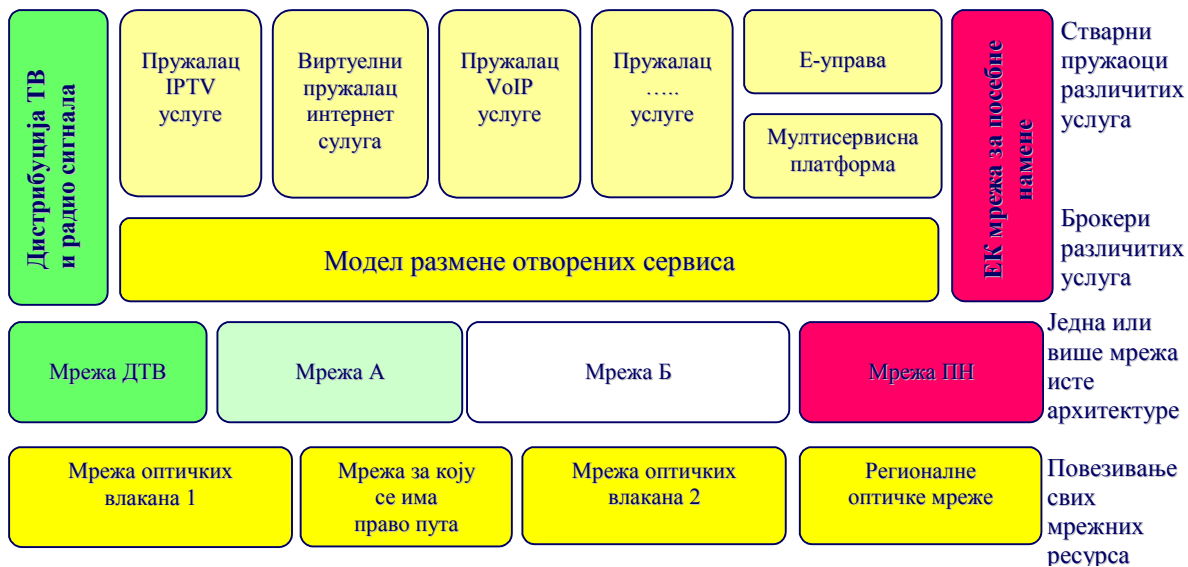 Дистрибуција ТВ
и радио сигнала
Пружалац
IPTV
услуге
Виртуелни
пружалац
интернет
сулуга
Пружалац
VoIP
услуге
Пружалац
…..
услуге
Е-управа
Мултисервисна
платформа
ЕК мрежа за посебне
намене
Стварни
пружаоци
различитих
услуга
Модел размене отворених сервиса
Брокери
различитих
услуга
Мрежа ДТВ
Мрежа А
Мрежа Б
Мрежа ПН
Једна или
више мрежа
исте
архитектуре
Мрежа оптичких
влакана 1
Мрежа за коју
се има
право пута
Мрежа оптичких
влакана 2
Регионалне
оптичке мреже
Повезивање
свих
мрежних
ресурса